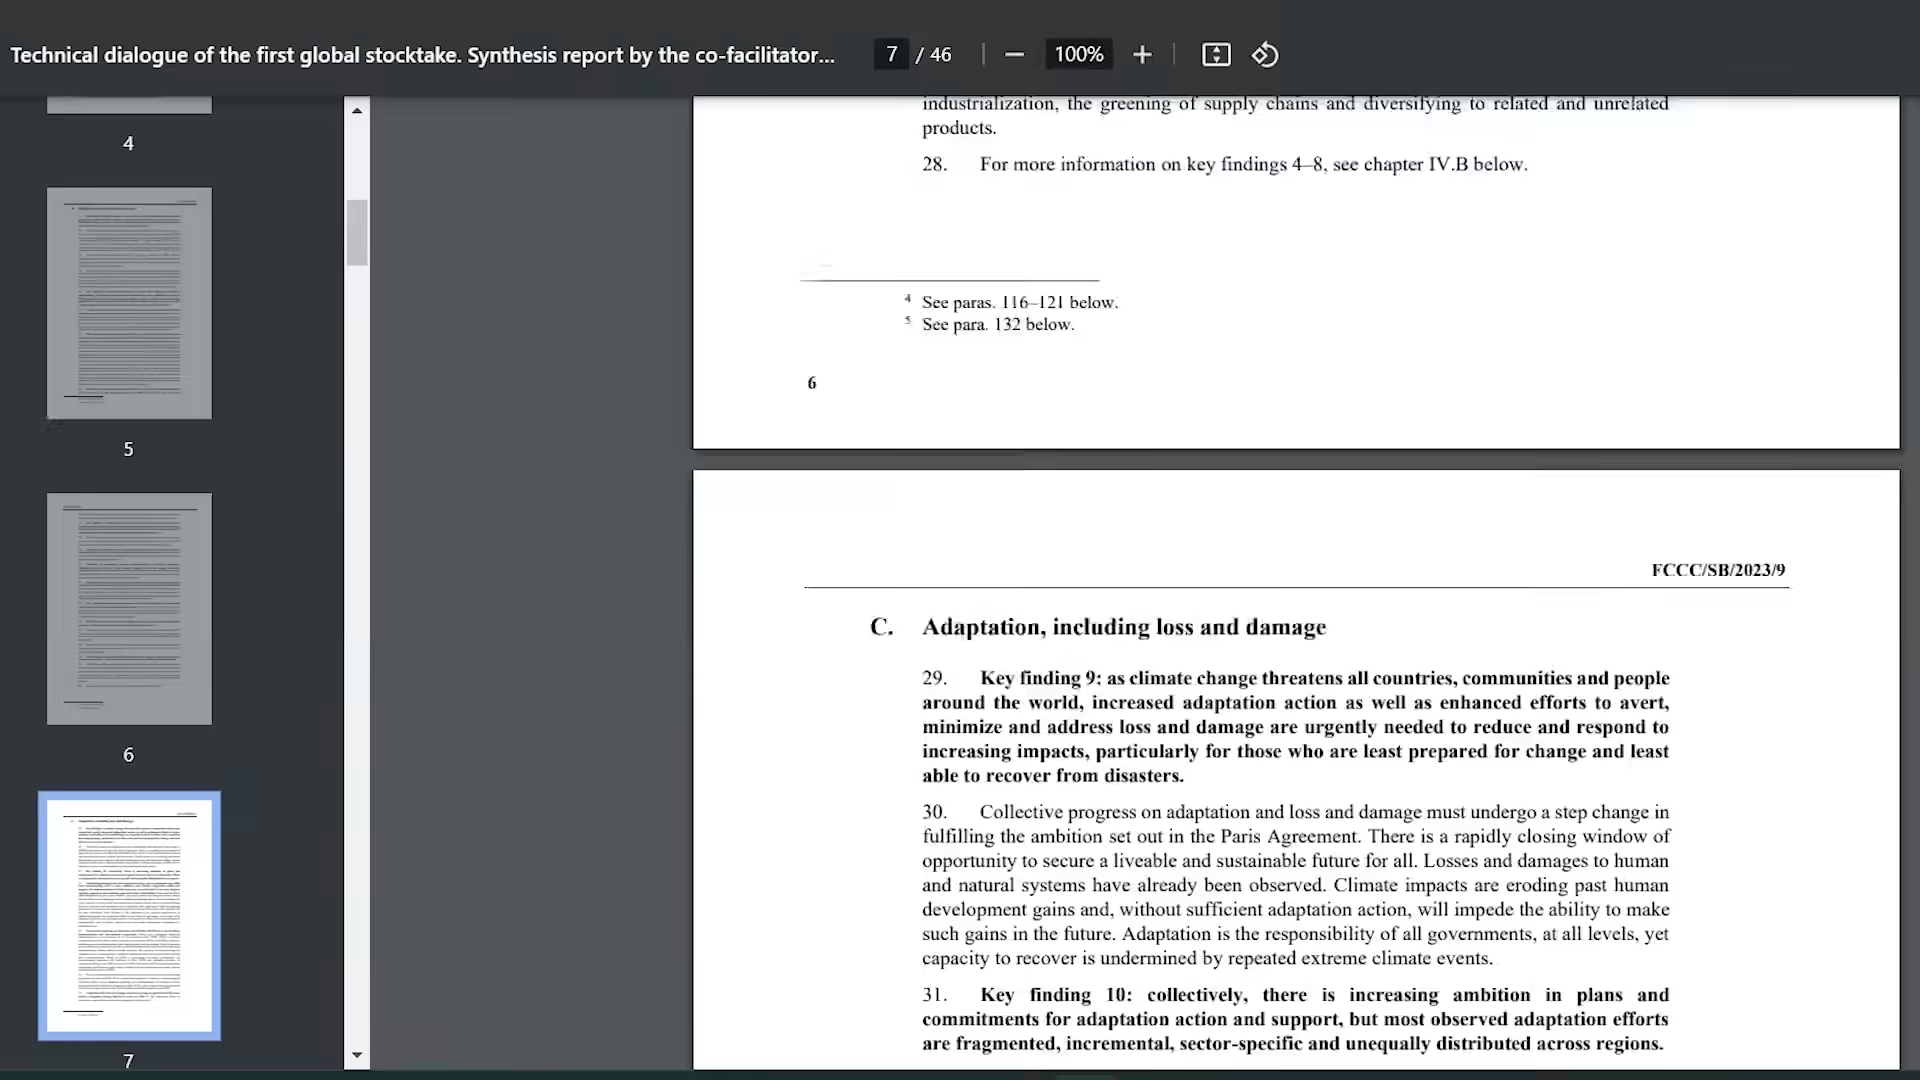 Technical dialogue of the first global stocktake. Synthesis report by the co-facilitator...
7 / 46
100%
4
5
6
7
industrialization, the greening of supply chains and diversifying to related and unrelated
products.
28. For more information on key findings 4–8, see chapter IV.B below.
4 See paras. 116–121 below.
5 See para. 132 below.
6
FCCC/SB/2023/9
C. Adaptation, including loss and damage
29. Key finding 9: as climate change threatens all countries, communities and people
around the world, increased adaptation action as well as enhanced efforts to avert,
minimize and address loss and damage are urgently needed to reduce and respond to
increasing impacts, particularly for those who are least prepared for change and least
able to recover from disasters.
30. Collective progress on adaptation and loss and damage must undergo a step change in
fulfilling the ambition set out in the Paris Agreement. There is a rapidly closing window of
opportunity to secure a liveable and sustainable future for all. Losses and damages to human
and natural systems have already been observed. Climate impacts are eroding past human
development gains and, without sufficient adaptation action, will impede the ability to make
such gains in the future. Adaptation is the responsibility of all governments, at all levels, yet
capacity to recover is undermined by repeated extreme climate events.
31. Key finding 10: collectively, there is increasing ambition in plans and
commitments for adaptation action and support, but most observed adaptation efforts
are fragmented, incremental, sector-specific and unequally distributed across regions.